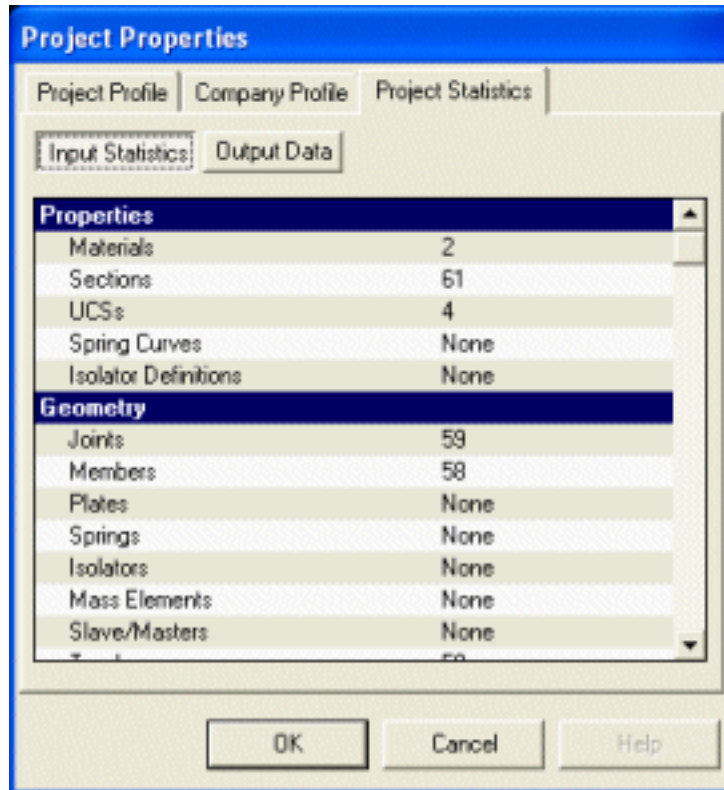 Project Properties
Project Profile Company Profile Project Statistics
Input Statistics Output Data
Properties
Materials 2
Sections 61
UCSs 4
Spring Curves None
Isolator Definitions None
Geometry
Joints 59
Members 58
Plates None
Springs None
Isolators None
Mass Elements None
Slave/Masters None
OK Cancel Help